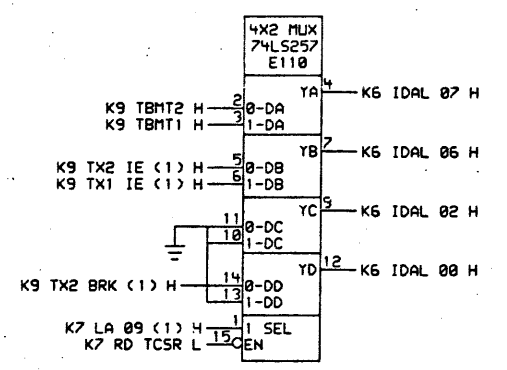 4X2 MUX
74LS257
E110
YA 4 K6 IDAL 07 H
K9 TBMT2 H 2 0-DA
K9 TBMT1 H 3 1-DA
YB 7 K6 IDAL 06 H
K9 TX2 IE (1) H 5 0-DB
K9 TX1 IE (1) H 6 1-DB
YC 9 K6 IDAL 02 H
11 0-DC
10 1-DC
YD 12 K6 IDAL 00 H
K9 TX2 BRK (1) H 14 0-DD
13 1-DD
K7 LA 09 (1) H 1 1 SEL
K7 RD TCSR L 15 EN